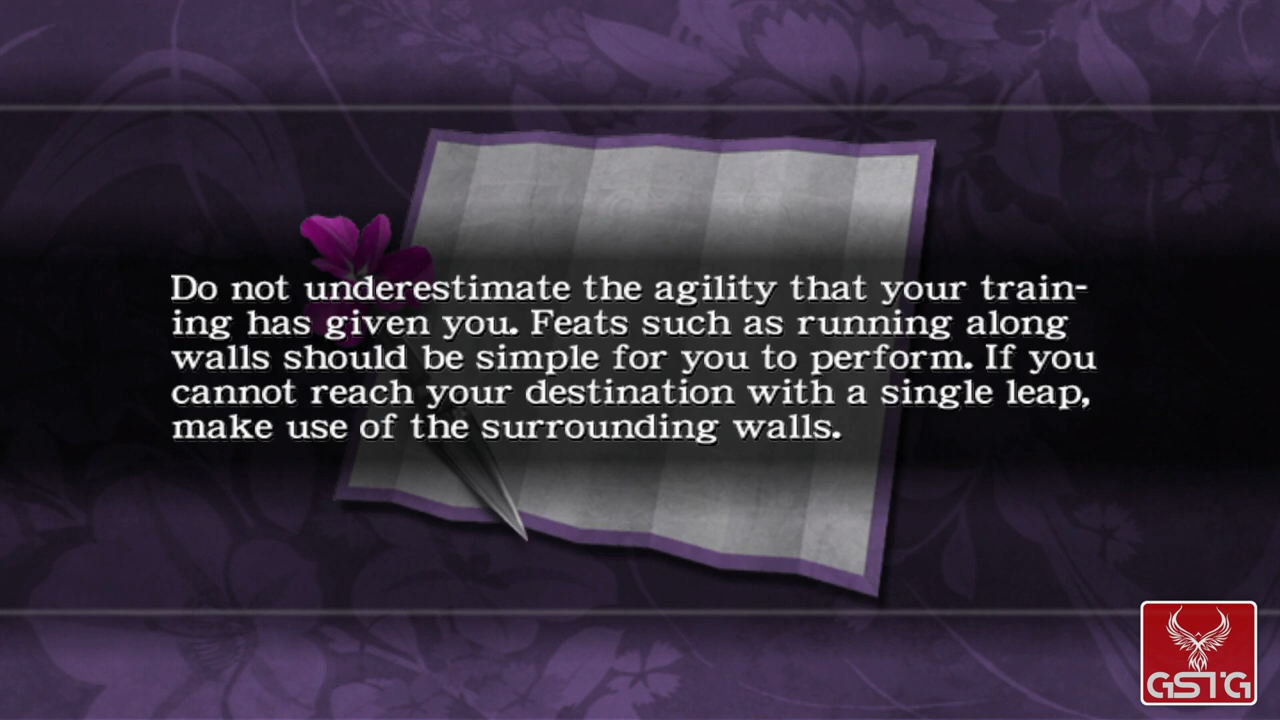 Do not underestimate the agility that your train-
ing has given you. Feats such as running along
walls should be simple for you to perform. If you
cannot reach your destination with a single leap,
make use of the surrounding walls.
GSTG